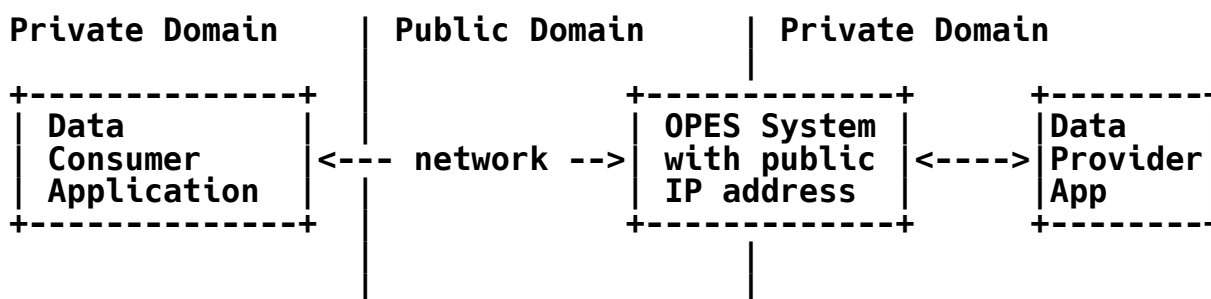 Private Domain    | Public Domain     | Private Domain
                  |                   |
+--------------+  |             +-------------+      +--------+
| Data         |  |             | OPES System |      |Data
| Consumer     |<--- network -->| with public |<---->|Provider
| Application  |  |             | IP address  |      |App
+--------------+  |             +-------------+      +--------+
                  |                   |
                  |                   |